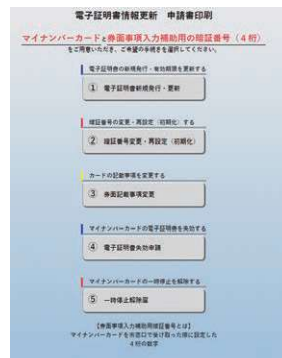 電子証明書情報更新 申請書印刷
マイナンバーカードと券面事項入力補助用の暗証番号(4桁)
をご用意いただき、ご希望の手続きを選択してください。
電子証明書の新規発行・有効期限を更新する
① 電子証明書新規発行・更新
暗証番号の変更・再設定(初期化)する
② 暗証番号変更・再設定(初期化)
カードの記載事項を変更する
③ 券面記載事項変更
マイナンバーカードの電子証明書を失効する
④ 電子証明書失効申請
マイナンバーカードの一時停止を解除する
⑤ 一時停止解除届
【券面事項入力補助用暗証番号とは】
マイナンバーカードを市窓口で受け取った際に設定した
4桁の数字